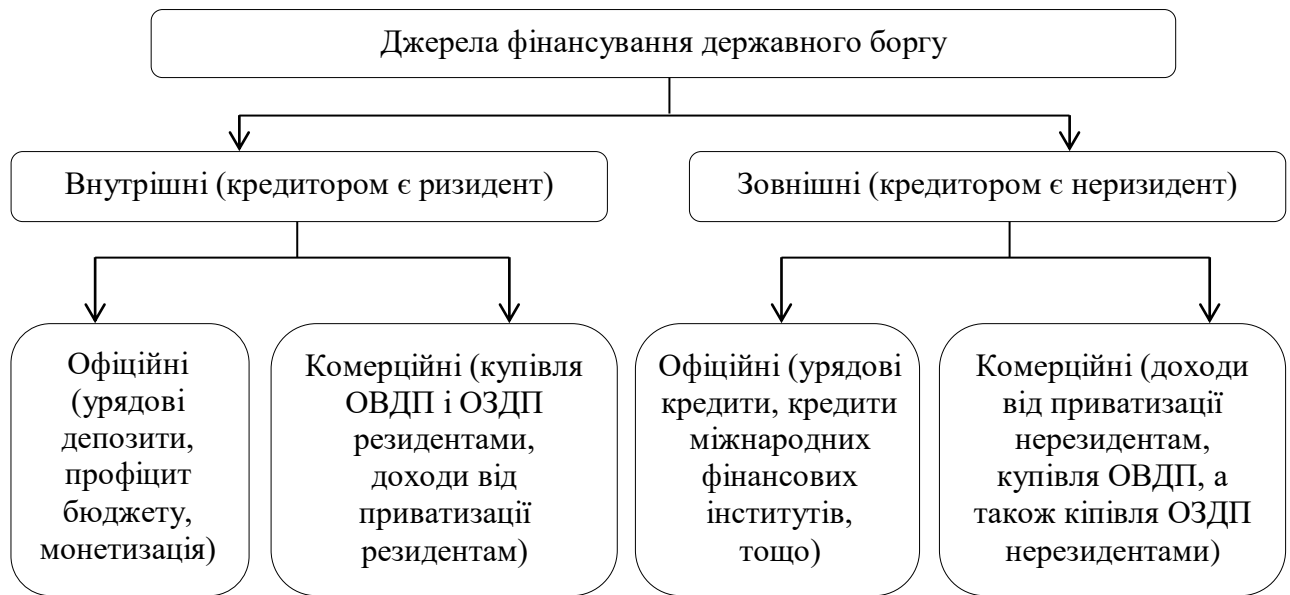 Джерела фінансування державного боргу
Внутрішні (кредитором є ризидент)
Зовнішні (кредитором є неризидент)
Офіційні
(урядові
депозити,
профіцит
бюджету,
монетизація)
Комерційні (купівля
ОВДП і ОЗДП
резидентами,
доходи від
приватизації
резидентам)
Офіційні (урядові
кредити, кредити
міжнародних
фінансових
інститутів,
тощо)
Комерційні (доходи
від приватизації
нерезидентам,
купівля ОВДП, а
також кіпівля ОЗДП
нерезидентами)